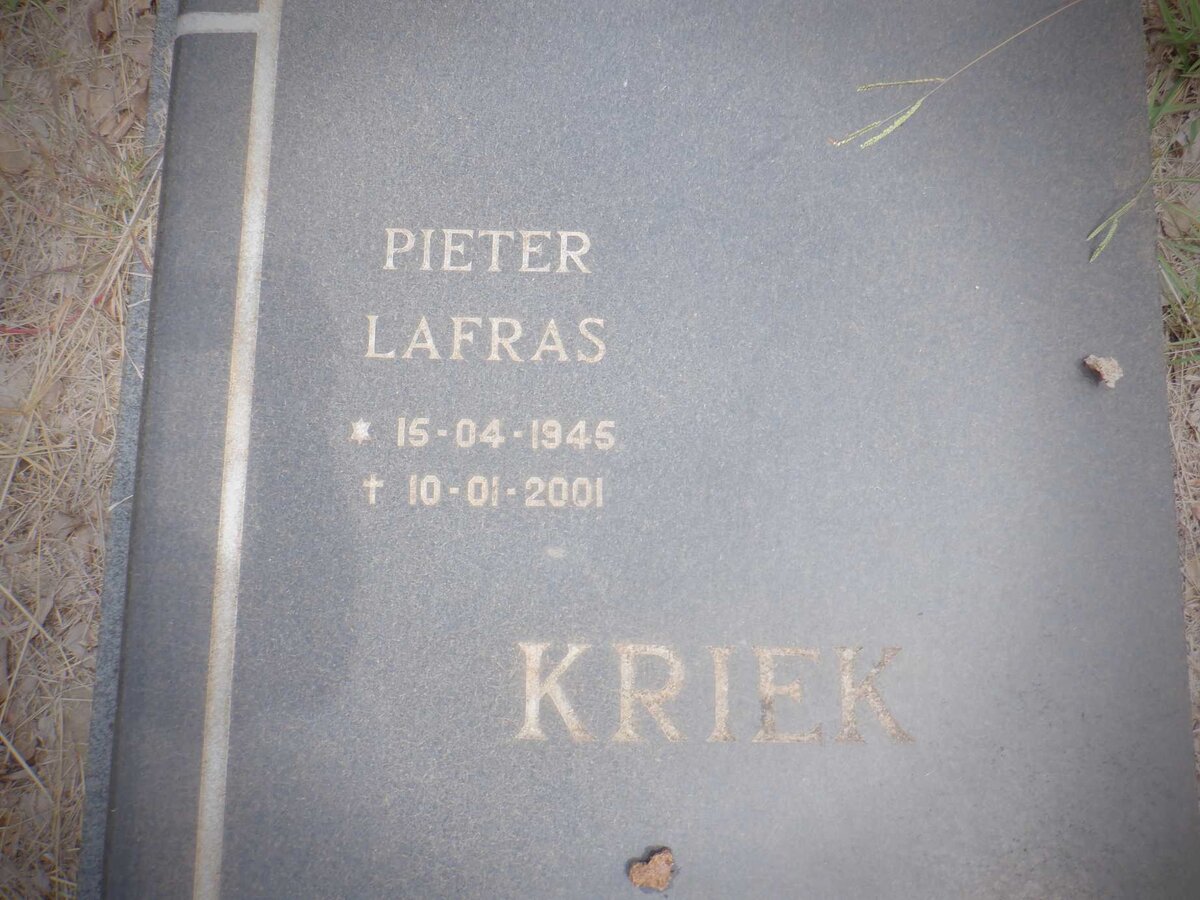 PIETER
LAFRAS
✶ 15-04-1945
✝ 10-01-2001
KRIEK